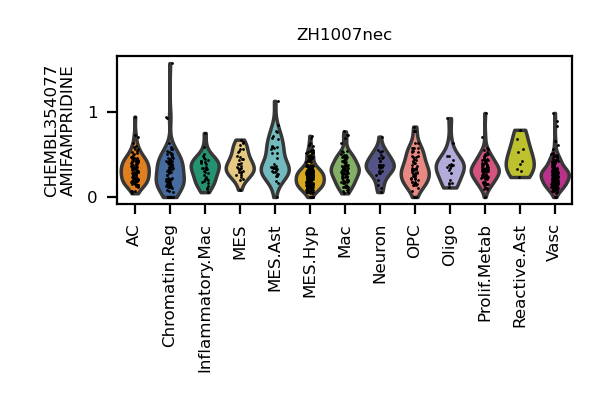 ZH1007nec
CHEMBL354077
AMIFAMPRIDINE
1
0
AC
Chromatin.Reg
Inflammatory.Mac
MES
MES.Ast
MES.Hyp
Mac
Neuron
OPC
Oligo
Prolif.Metab
Reactive.Ast
Vasc